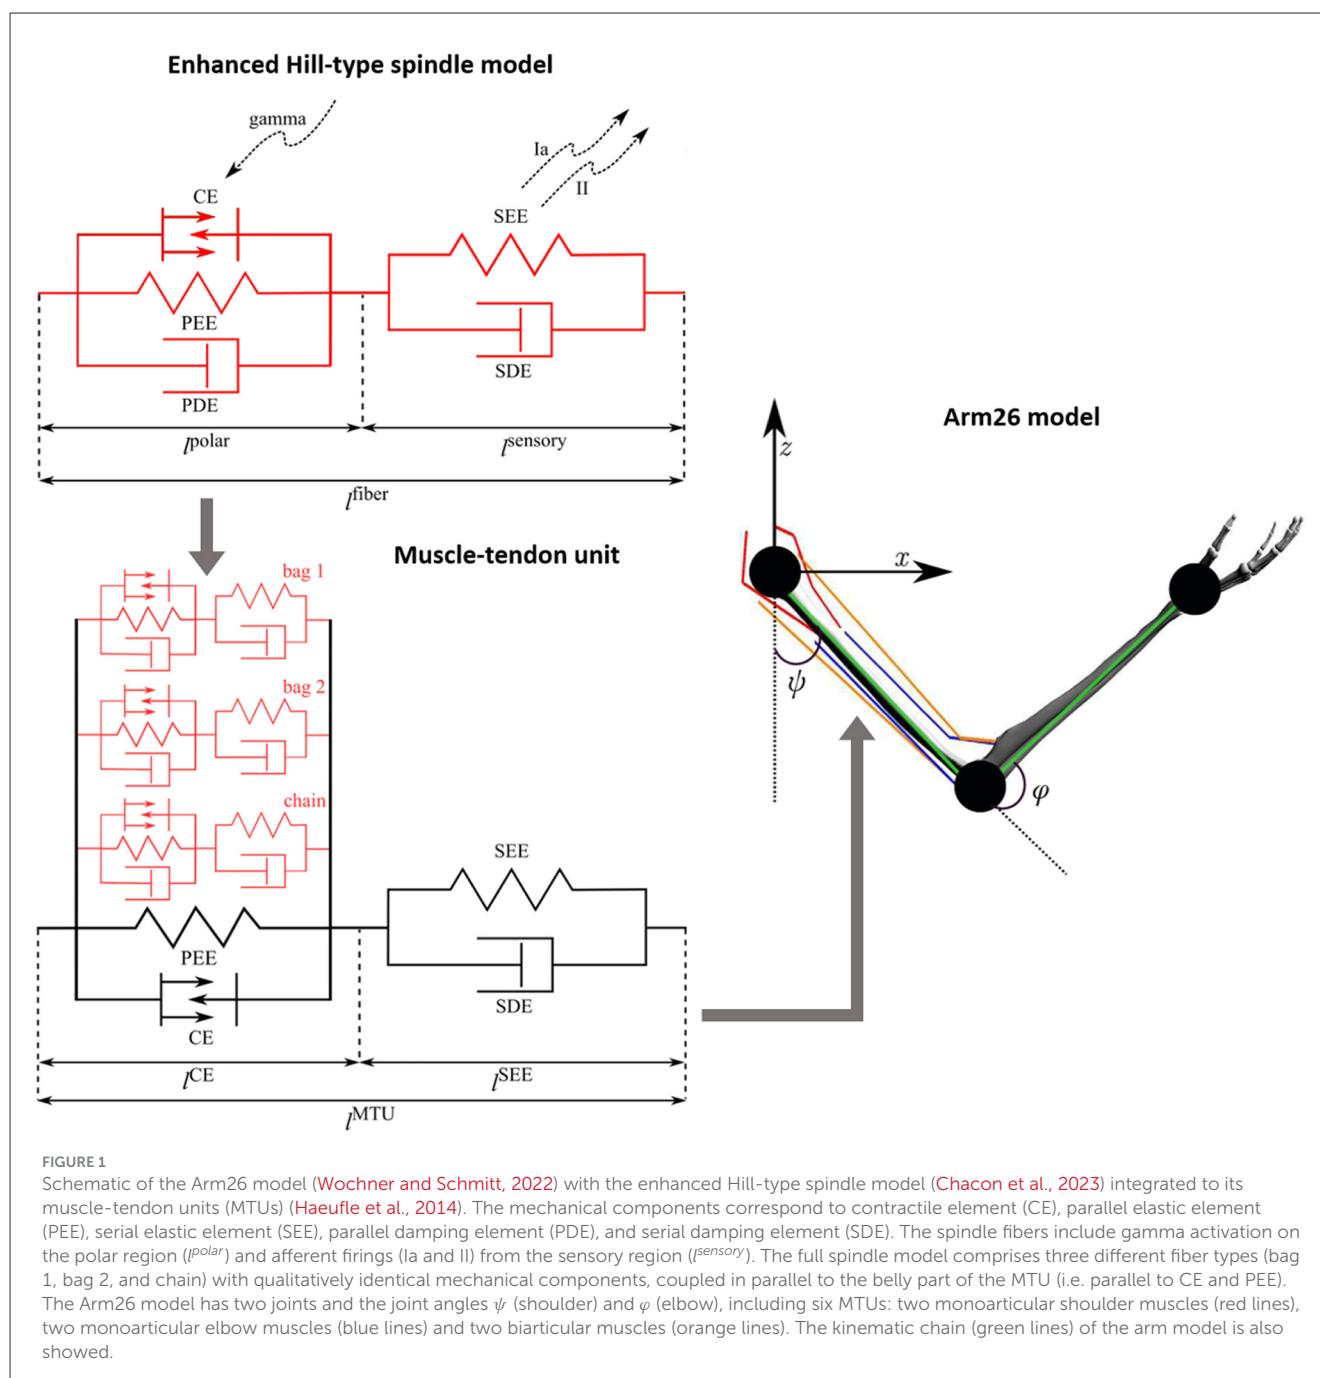 Enhanced Hill-type spindle model
gamma
Ia
II
CE
SEE
PEE
SDE
PDE
lpolar
lsensory
lfiber
Arm26 model
z
x
ψ
φ
Muscle-tendon unit
bag 1
bag 2
chain
SEE
PEE
SDE
CE
lCE
lSEE
lMTU
FIGURE 1
Schematic of the Arm26 model (Wochner and Schmitt, 2022) with the enhanced Hill-type spindle model (Chacon et al., 2023) integrated to its
muscle-tendon units (MTUs) (Haeufle et al., 2014). The mechanical components correspond to contractile element (CE), parallel elastic element
(PEE), serial elastic element (SEE), parallel damping element (PDE), and serial damping element (SDE). The spindle fibers include gamma activation on
the polar region (lpolar) and afferent firings (Ia and II) from the sensory region (lsensory). The full spindle model comprises three different fiber types (bag
1, bag 2, and chain) with qualitatively identical mechanical components, coupled in parallel to the belly part of the MTU (i.e. parallel to CE and PEE).
The Arm26 model has two joints and the joint angles ψ (shoulder) and φ (elbow), including six MTUs: two monoarticular shoulder muscles (red lines),
two monoarticular elbow muscles (blue lines) and two biarticular muscles (orange lines). The kinematic chain (green lines) of the arm model is also
showed.